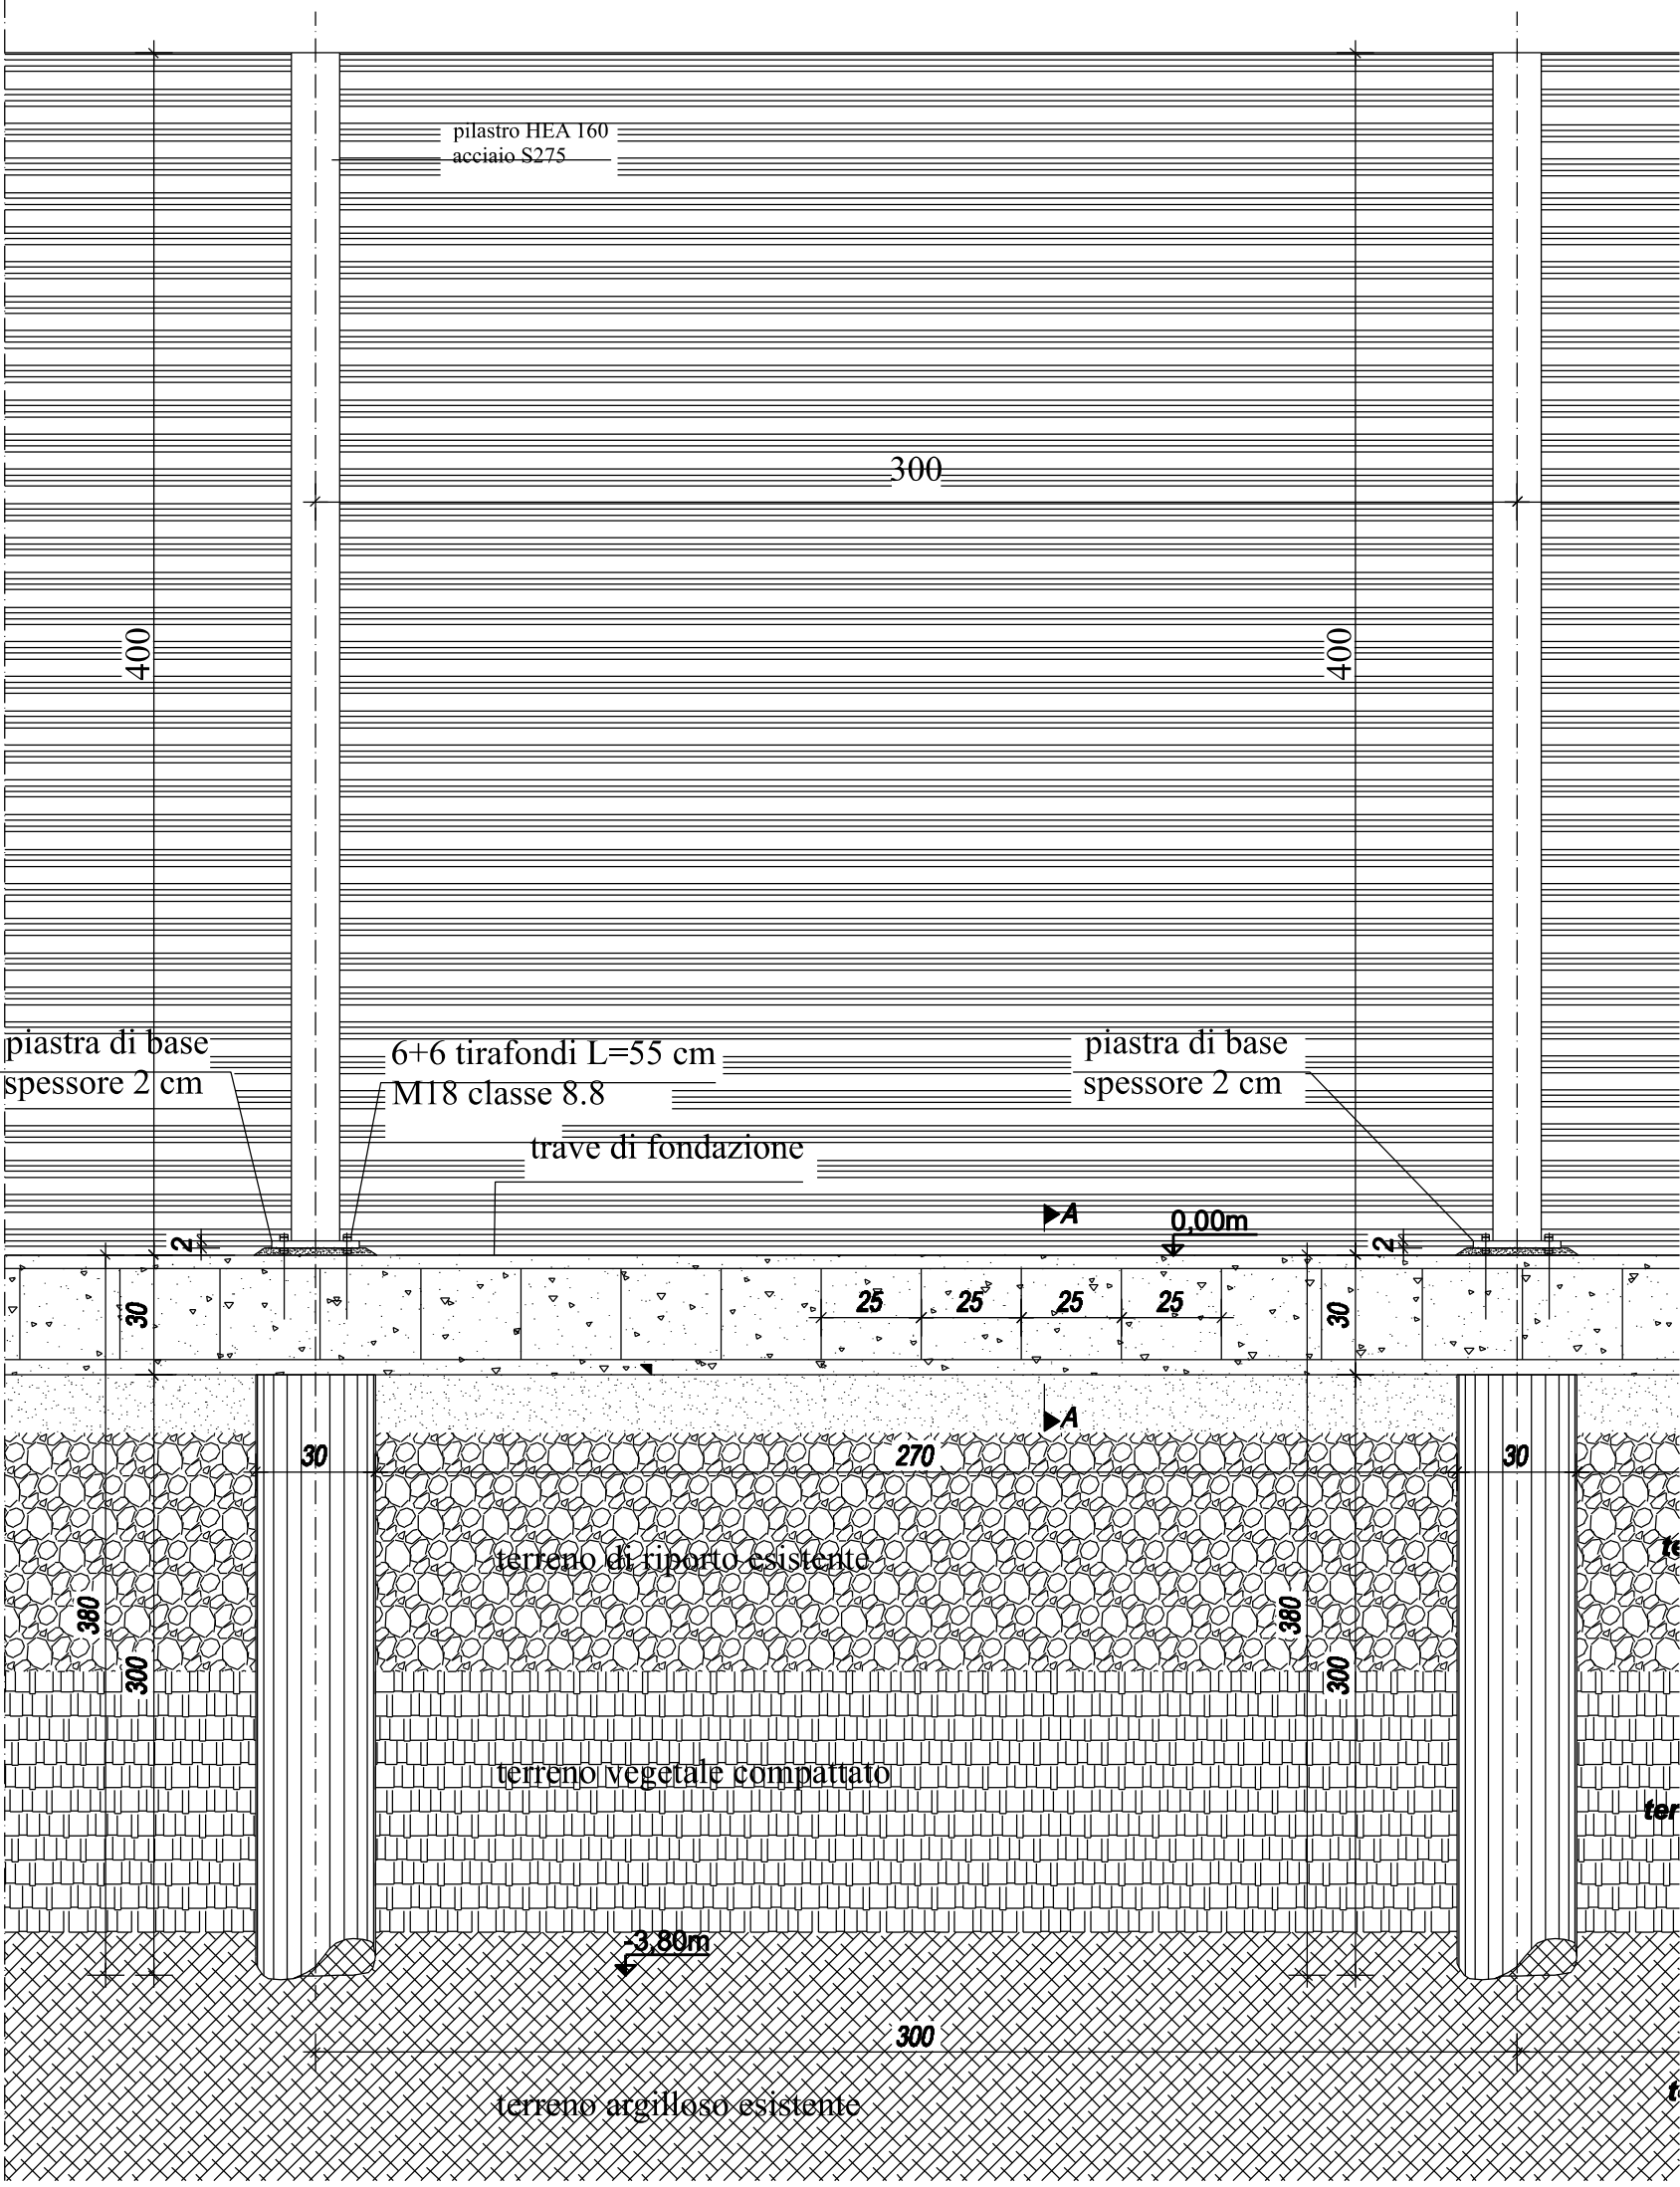 pilastro HEA 160
acciaio S275
300
400
400
piastra di base
spessore 2 cm
6+6 tirafondi L=55 cm
M18 classe 8.8
piastra di base
spessore 2 cm
trave di fondazione
A
0,00m
2
2
30
25
25
25
25
30
A
30
270
30
terreno di riporto esistente
te
380
300
380
300
terreno vegetale compattato
ter
-3,80m
300
terreno argilloso esistente